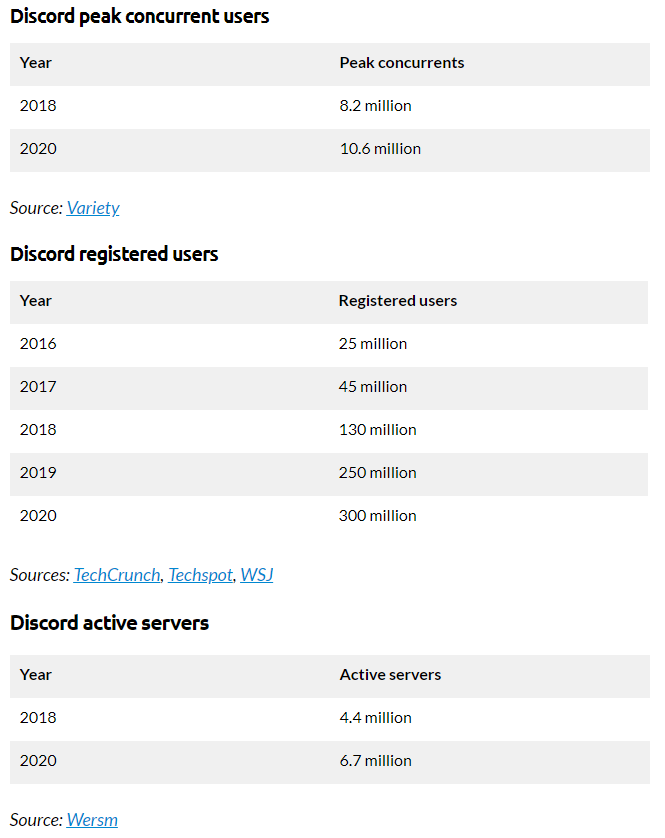 Discord peak concurrent users
Year Peak concurrents
2018 8.2 million
2020 10.6 million
Source: Variety
Discord registered users
Year Registered users
2016 25 million
2017 45 million
2018 130 million
2019 250 million
2020 300 million
Sources: TechCrunch, Techspot, WSJ
Discord active servers
Year Active servers
2018 4.4 million
2020 6.7 million
Source: Wersm